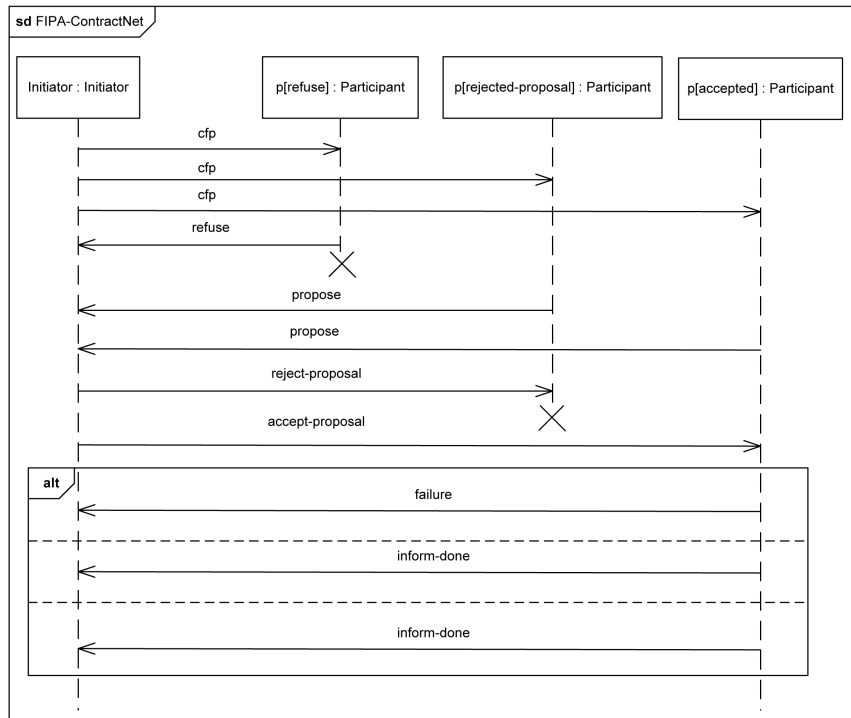 sd FIPA-ContractNet
Initiator : Initiator
p[refuse] : Participant
p[rejected-proposal] : Participant
p[accepted] : Participant
cfp
cfp
cfp
refuse
propose
propose
reject-proposal
accept-proposal
alt
failure
inform-done
inform-done